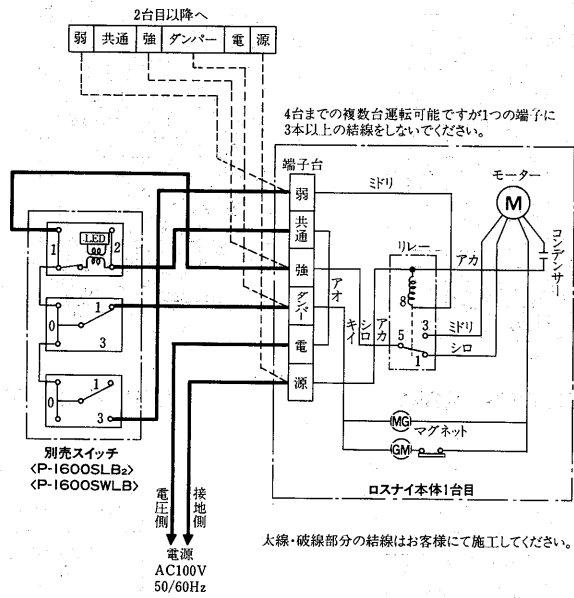 2台目以降へ
弱 共通 強 ダンパー 電 源
4台までの複数台運転可能ですが1つの端子に
3本以上の結線をしないでください。
端子台
弱
共通
強
ダンパー
電
源
ミドリ
モーター
M
コンデンサー
リレー
アカ
8
5
3
1
ミドリ
シロ
アオ
キイ
シロ
アカ
MG
マグネット
GM
ロスナイ本体1台目
1
LED
2
0
1
3
0
1
3
別売スイッチ
〈P-1600SLB₂〉
〈P-1600SWLB〉
電圧側
接地側
電源
AC100V
50/60Hz
太線・破線部分の結線はお客様にて施工してください。